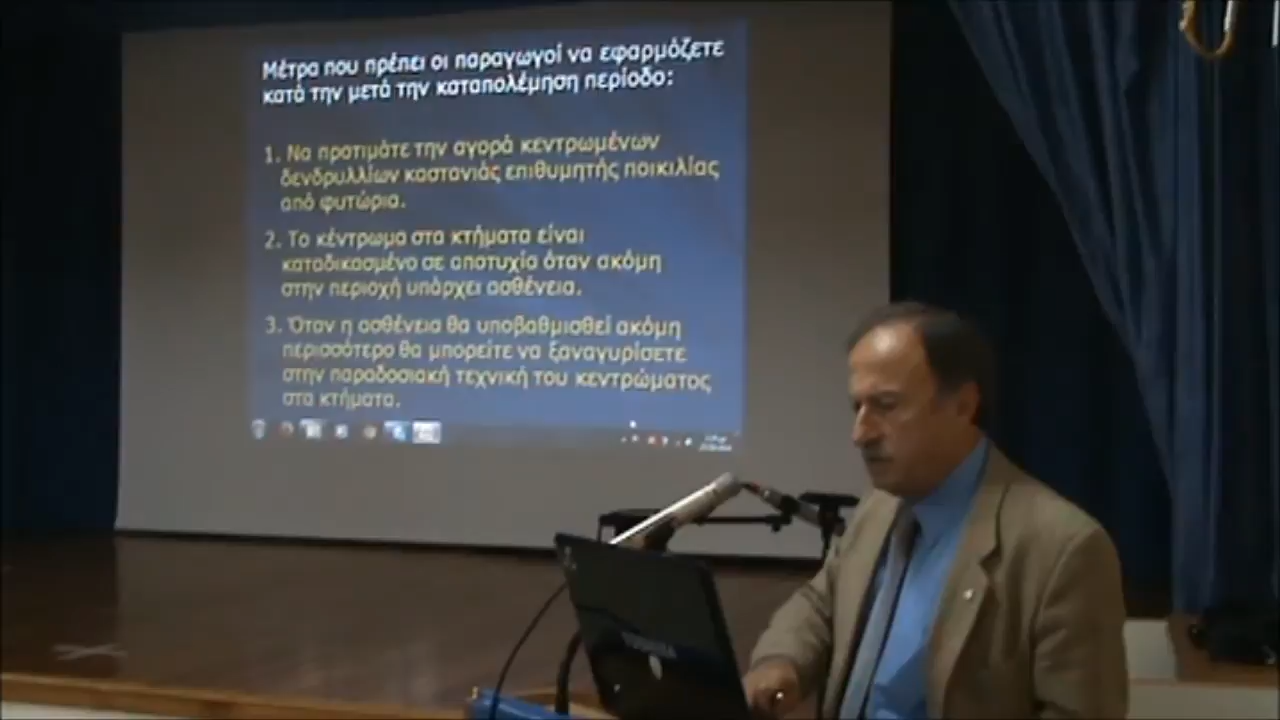 Μέτρα που πρέπει οι παραγωγοί να εφαρμόζετε
κατά την μετά την καταπολέμηση περίοδο:
1. Να προτιμάτε την αγορά κεντρωμένων
δενδρυλλίων καστανιάς επιθυμητής ποικιλίας
από φυτώρια.
2. Το κέντρωμα στα κτήματα είναι
καταδικασμένο σε αποτυχία όταν ακόμη
στην περιοχή υπάρχει ασθένεια.
3. Όταν η ασθένεια θα υποβαθμισθεί ακόμη
περισσότερο θα μπορείτε να ξαναγυρίσετε
στην παραδοσιακή τεχνική του κεντρώματος
στα κτήματα.